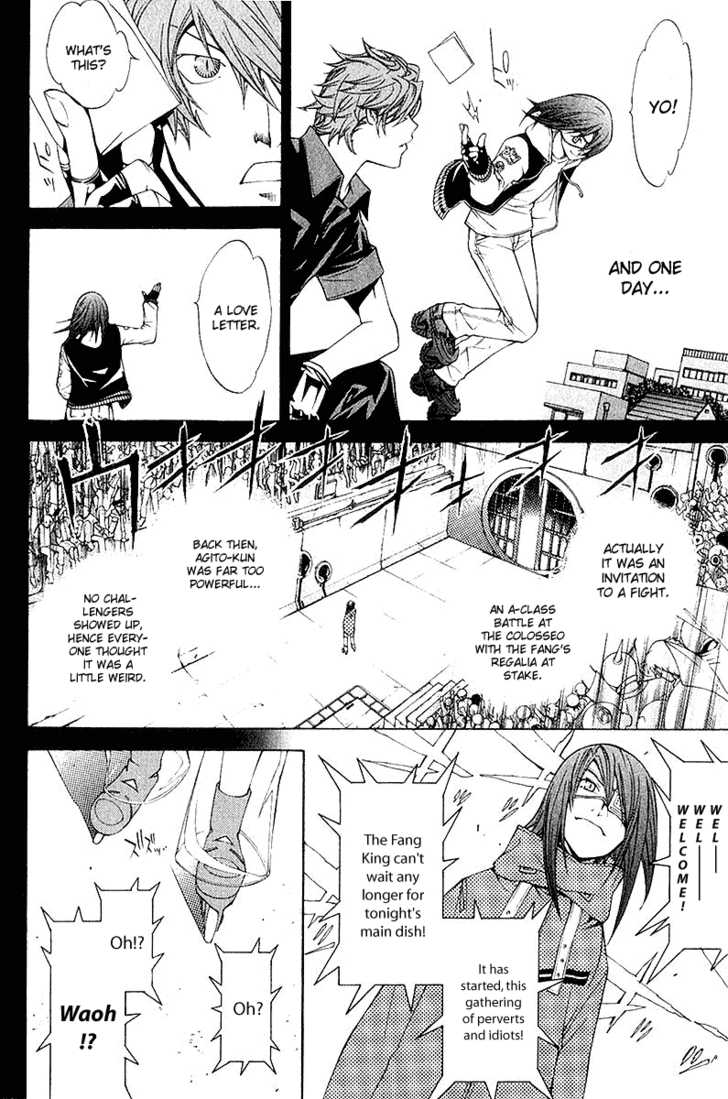 YO!
AND ONE
DAY...
WHAT'S
THIS?
A LOVE
LETTER.
ACTUALLY
IT WAS AN
INVITATION
TO A FIGHT.
AN A-CLASS
BATTLE AT
THE COLOSSEO
WITH THE FANG'S
REGALIA AT
STAKE.
BACK THEN,
AGITO-KUN
WAS FAR TOO
POWERFUL...
NO CHAL-
LENGERS
SHOWED UP,
HENCE EVERY-
ONE THOUGHT
IT WAS A
LITTLE WEIRD.
WEL—
WEL—
WELCOME!
The Fang
King can't
wait any
longer for
tonight's
main dish!
It has
started, this
gathering
of perverts
and idiots!
Oh?
Oh!?
Waoh
!?